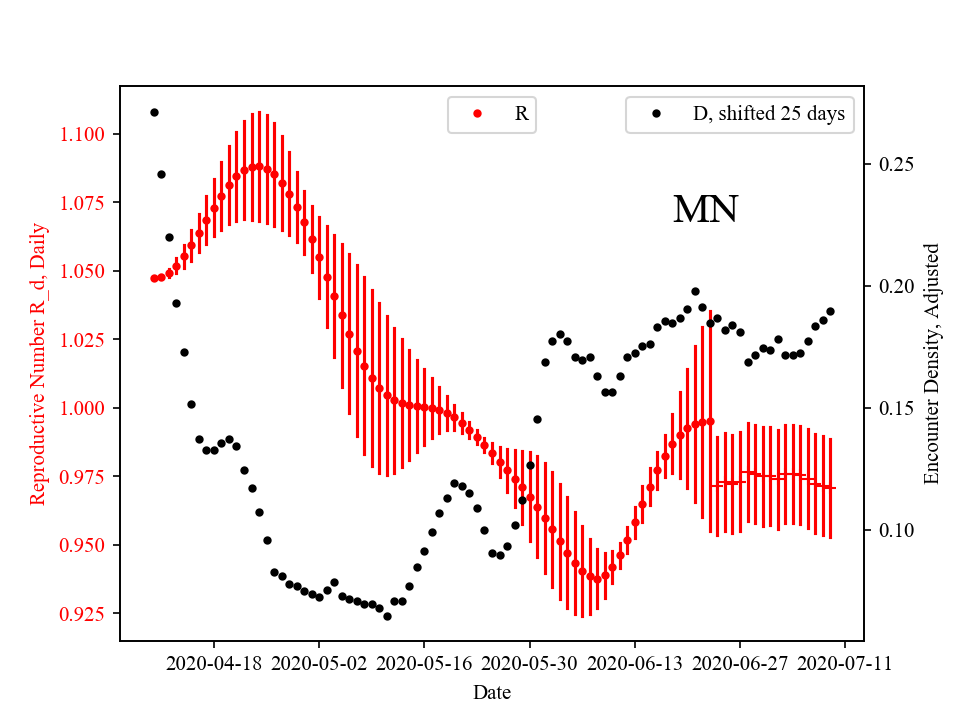 R
D, shifted 25 days
MN
Reproductive Number R_d, Daily
1.100
1.075
1.050
1.025
1.000
0.975
0.950
0.925
Encounter Density, Adjusted
0.25
0.20
0.15
0.10
2020-04-18 2020-05-02 2020-05-16 2020-05-30 2020-06-13 2020-06-27 2020-07-11
Date